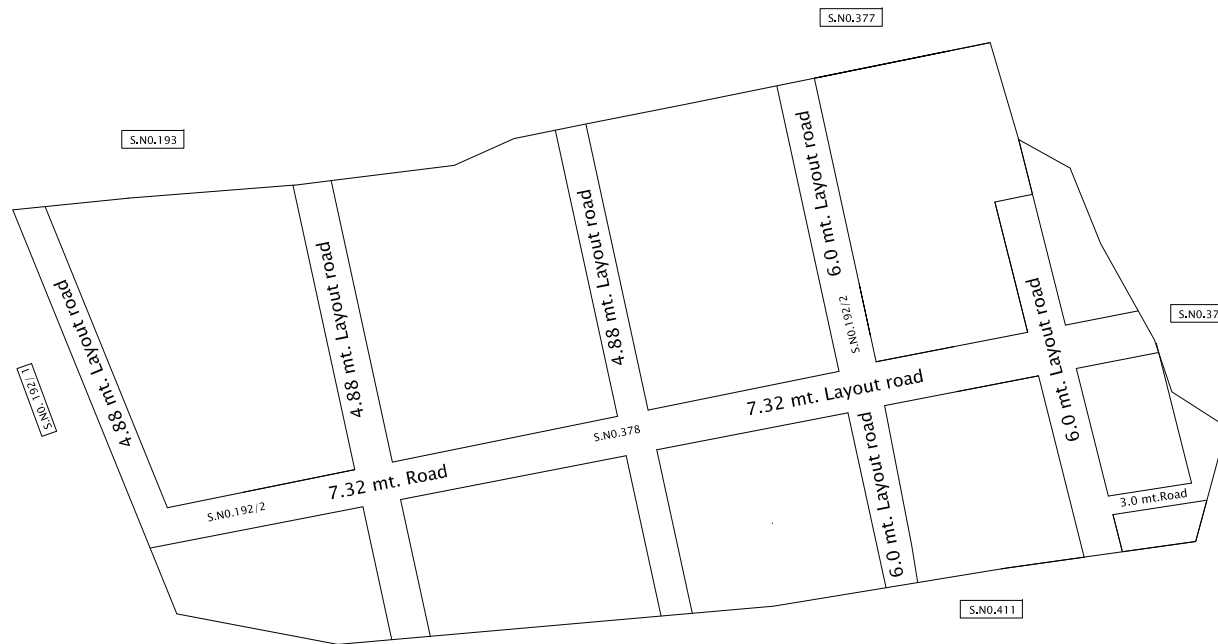 S.N0.377
S.N0.193
6.0 mt. Layout road
4.88 mt. Layout road
4.88 mt. Layout road
4.88 mt. Layout road
S.N0.192/2
6.0 mt. Layout road
S.N0.37
S.N0.192/1
7.32 mt. Layout road
S.N0.378
7.32 mt. Road
S.N0.192/2
6.0 mt. Layout road
3.0 mt.Road
S.N0.411